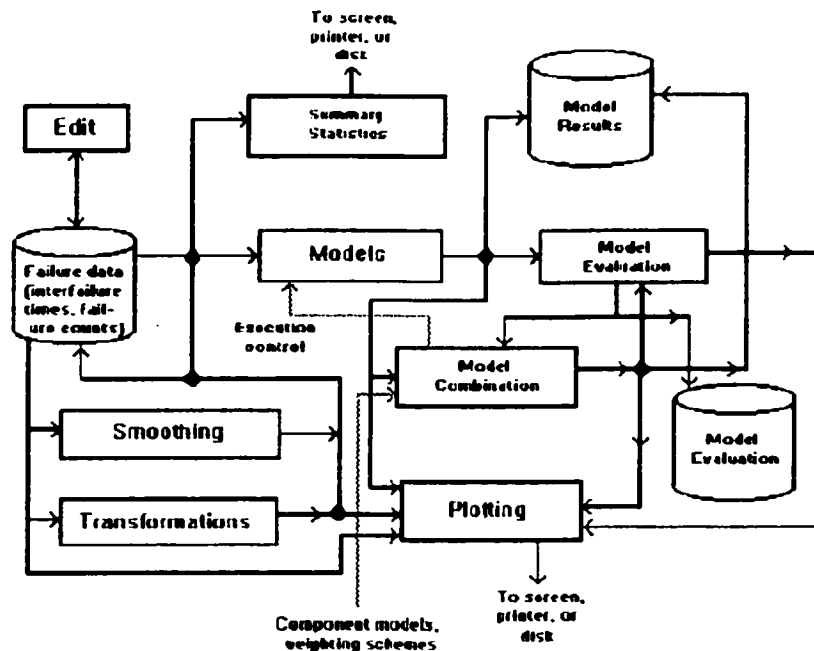 To screen,
printer, or
disk
Edit
Summary
Statistics
Model
Results
Failure data
(interfailure
times, fail-
ure counts)
Models
Model
Evaluation
Execution
control
Model
Combination
Smoothing
Model
Evaluation
Transformations
Plotting
To screen,
printer, or
disk
Component models,
weighting schemes